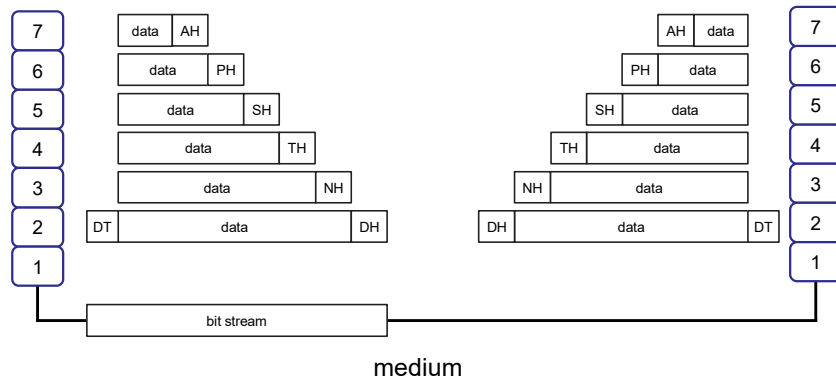 7 data AH AH data 7
6 data PH PH data 6
5 data SH SH data 5
4 data TH TH data 4
3 data NH NH data 3
2 DT data DH DH data DT 2
1 1
bit stream
medium